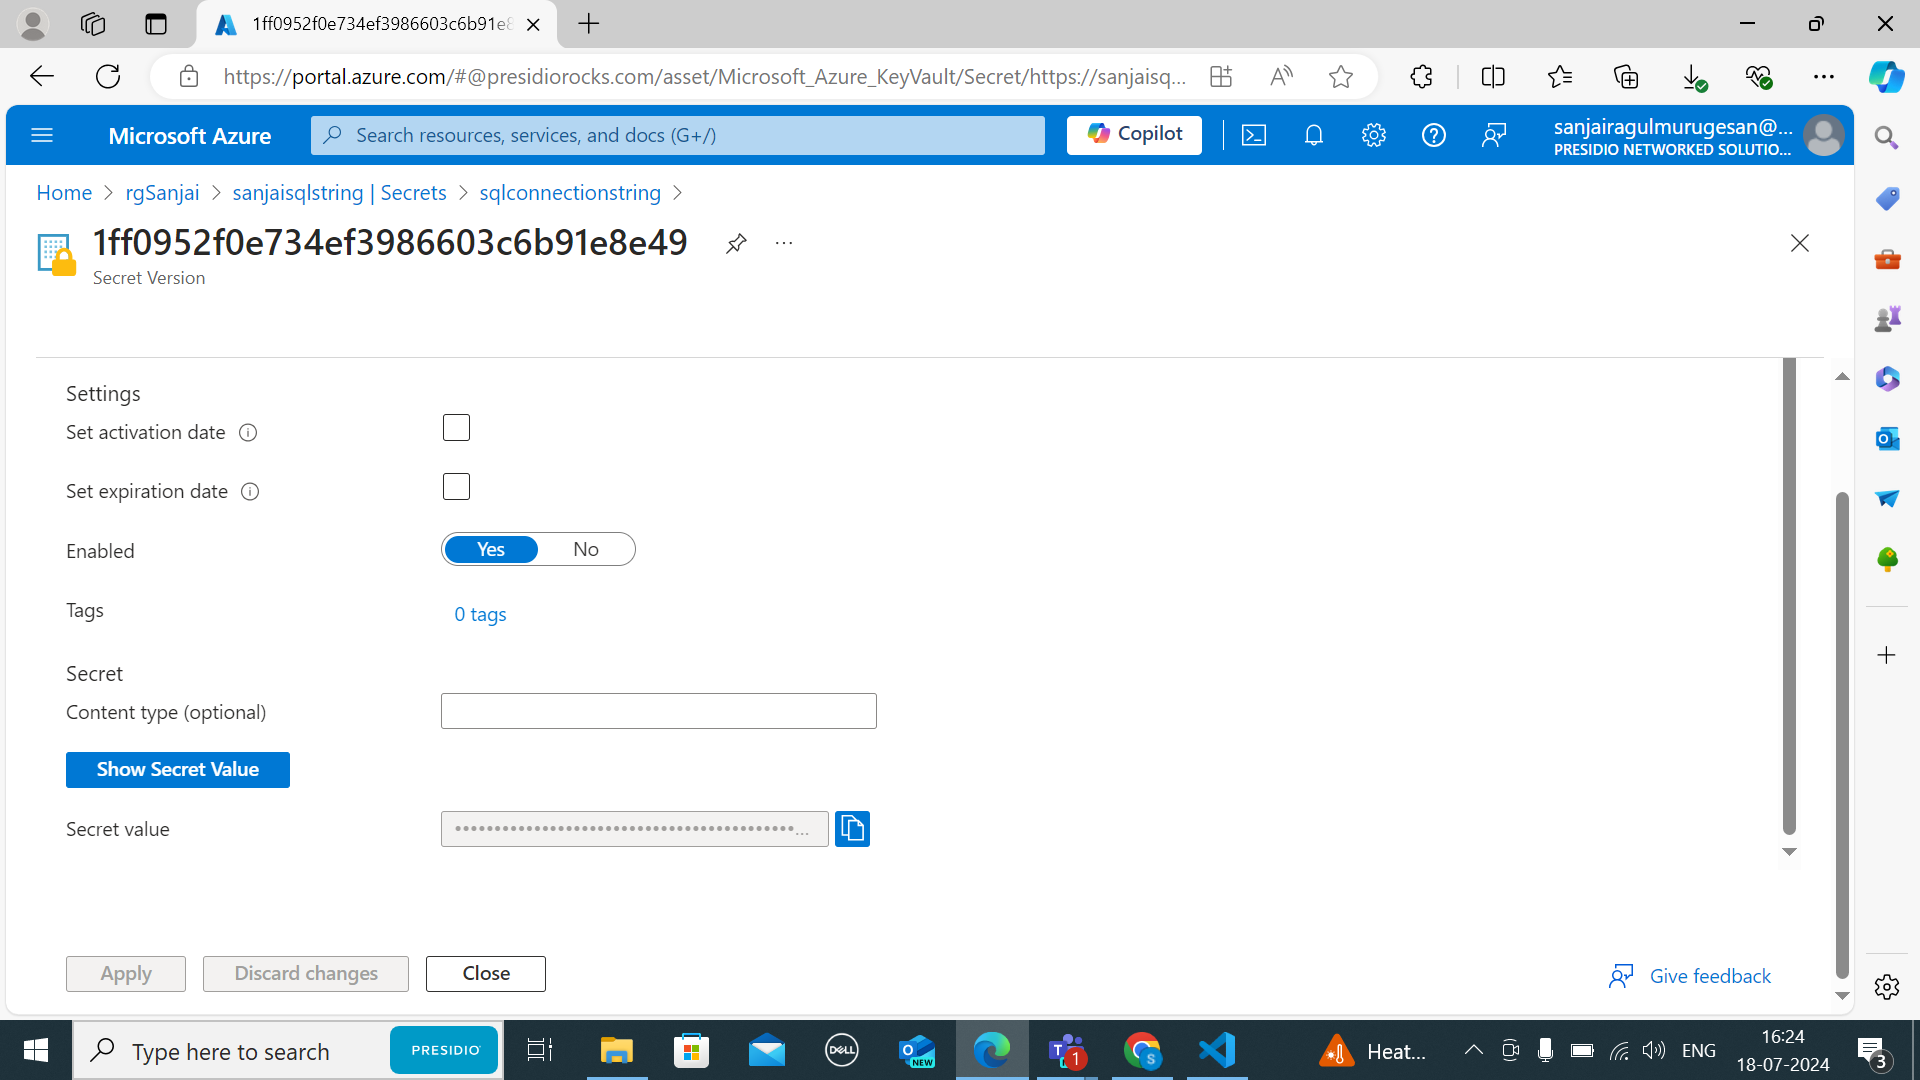 1ff0952f0e734ef3986603c6b91e8
https://portal.azure.com/#@presidiorocks.com/asset/Microsoft_Azure_KeyVault/Secret/https://sanjaisq...
Microsoft Azure
Search resources, services, and docs (G+/)
Copilot
sanjairagulmurugesan@...
PRESIDIO NETWORKED SOLUTIO...
Home > rgSanjai > sanjaisqlstring | Secrets > sqlconnectionstring >
1ff0952f0e734ef3986603c6b91e8e49
...
Secret Version
Settings
Set activation date
Set expiration date
Enabled
Yes No
Tags
0 tags
Secret
Content type (optional)
Show Secret Value
Secret value
Apply
Discard changes
Close
Give feedback
Type here to search
PRESIDIO
DELL
NEW
1
S
Heat...
ENG
16:24
18-07-2024
3